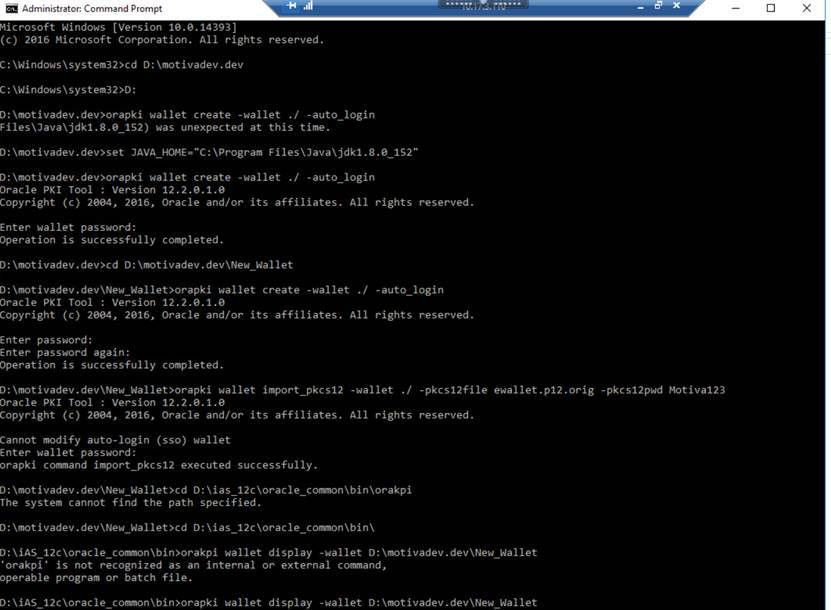 Administrator: Command Prompt
Microsoft Windows [Version 10.0.14393]
(c) 2016 Microsoft Corporation. All rights reserved.
C:\Windows\system32>cd D:\motivadev.dev
C:\Windows\system32>D:
D:\motivadev.dev>orapki wallet create -wallet ./ -auto_login
Files\Java\jdk1.8.0_152) was unexpected at this time.
D:\motivadev.dev>set JAVA_HOME="C:\Program Files\Java\jdk1.8.0_152"
D:\motivadev.dev>orapki wallet create -wallet ./ -auto_login
Oracle PKI Tool : Version 12.2.0.1.0
Copyright (c) 2004, 2016, Oracle and/or its affiliates. All rights reserved.
Enter wallet password:
Operation is successfully completed.
D:\motivadev.dev>cd D:\motivadev.dev\New_Wallet
D:\motivadev.dev\New_Wallet>orapki wallet create -wallet ./ -auto_login
Oracle PKI Tool : Version 12.2.0.1.0
Copyright (c) 2004, 2016, Oracle and/or its affiliates. All rights reserved.
Enter password:
Enter password again:
Operation is successfully completed.
D:\motivadev.dev\New_Wallet>orapki wallet import_pkcs12 -wallet ./ -pkcs12file ewallet.p12.orig -pkcs12pwd Motiva123
Oracle PKI Tool : Version 12.2.0.1.0
Copyright (c) 2004, 2016, Oracle and/or its affiliates. All rights reserved.
Cannot modify auto-login (sso) wallet
Enter wallet password:
orapki command import_pkcs12 executed successfully.
D:\motivadev.dev\New_Wallet>cd D:\ias_12c\oracle_common\bin\orakpi
The system cannot find the path specified.
D:\motivadev.dev\New_Wallet>cd D:\ias_12c\oracle_common\bin\
D:\iAS_12c\oracle_common\bin>orakpi wallet display -wallet D:\motivadev.dev\New_Wallet
'orakpi' is not recognized as an internal or external command,
operable program or batch file.
D:\iAS_12c\oracle_common\bin>orapki wallet display -wallet D:\motivadev.dev\New_Wallet